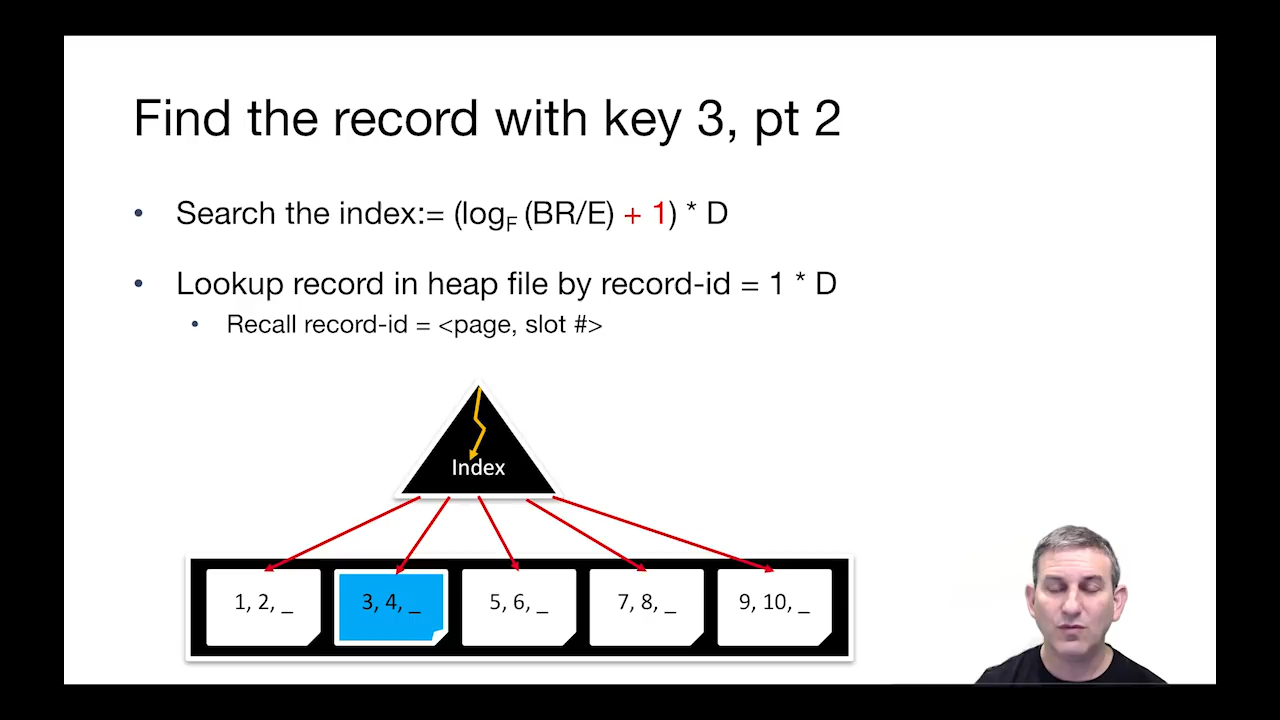 Find the record with key 3, pt 2
• Search the index:= (log_F (BR/E) + 1) * D
• Lookup record in heap file by record-id = 1 * D
• Recall record-id = <page, slot #>
Index
1, 2, _ 3, 4, _ 5, 6, _ 7, 8, _ 9, 10, _